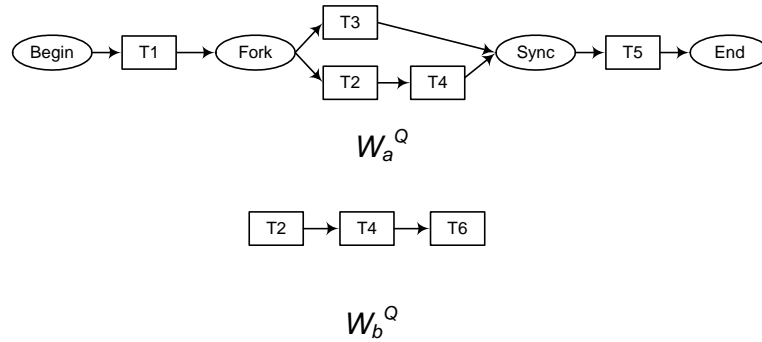 T3
Begin T1 Fork Sync T5 End
T2 T4
W_a^Q
T2 T4 T6
W_b^Q